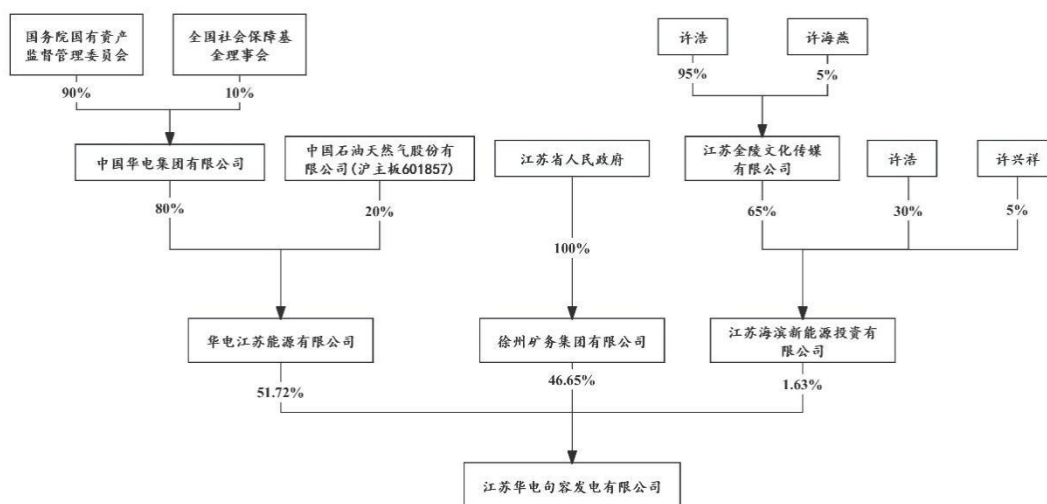 国务院国有资产
监督管理委员会
全国社会保障基
金理事会
许浩
许海燕
90%
10%
95%
5%
中国华电集团有限公司
中国石油天然气股份有
限公司(沪主板601857)
江苏省人民政府
江苏金陵文化传媒
有限公司
许浩
许兴祥
80%
20%
100%
65%
30%
5%
华电江苏能源有限公司
徐州矿务集团有限公司
江苏海滨新能源投资有
限公司
51.72%
46.65%
1.63%
江苏华电句容发电有限公司